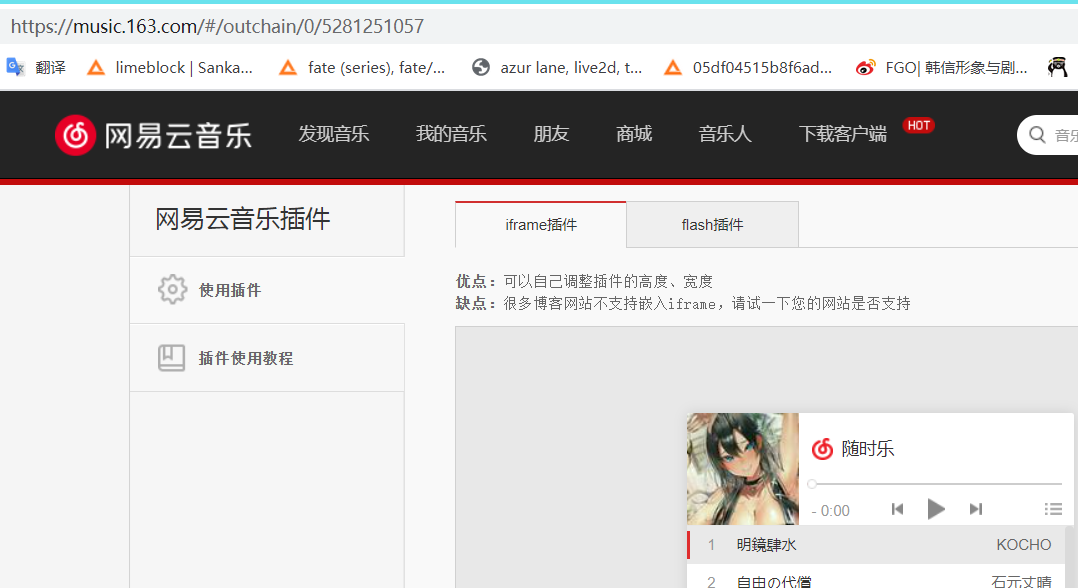 https://music.163.com/#/outchain/0/5281251057
翻译 limeblock | Sanka... fate (series), fate/... azur lane, live2d, t... 05df04515b8f6ad... FGO| 韩信形象与剧...
网易云音乐 发现音乐 我的音乐 朋友 商城 音乐人 下载客户端 HOT 音乐
网易云音乐插件
使用插件
插件使用教程
iframe插件 flash插件
优点：可以自己调整插件的高度、宽度
缺点：很多博客网站不支持嵌入iframe，请试一下您的网站是否支持
随时乐
- 0:00
1 明鏡肆水 KOCHO
2 自由の代償 石元丈晴